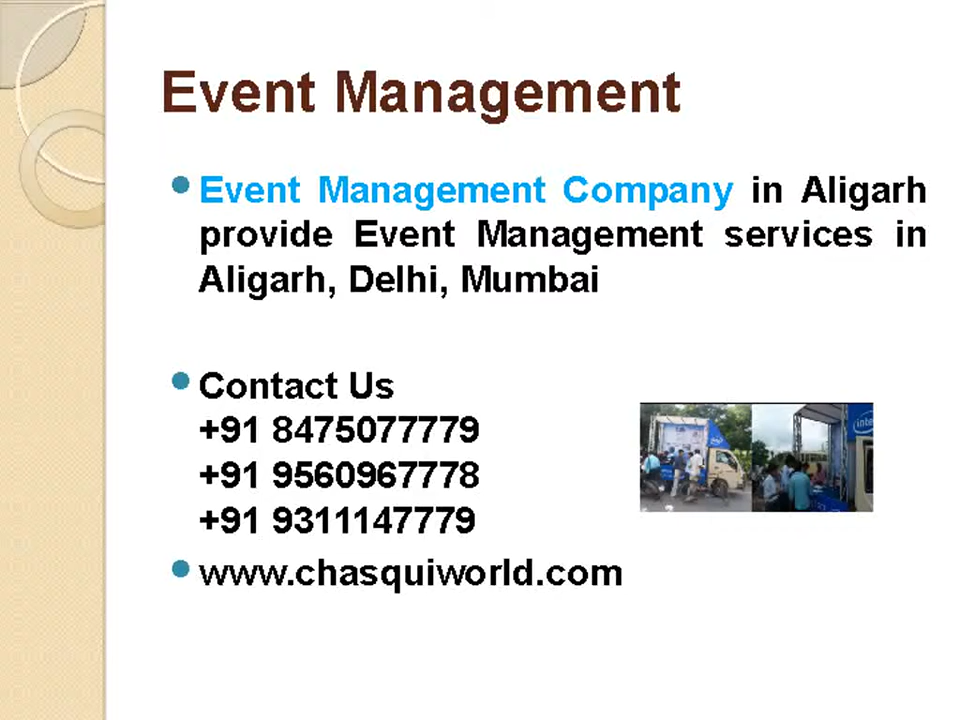 Event Management
Event Management Company in Aligarh
provide Event Management services in
Aligarh, Delhi, Mumbai
Contact Us
+91 8475077779
+91 9560967778
+91 9311147779
www.chasquiworld.com